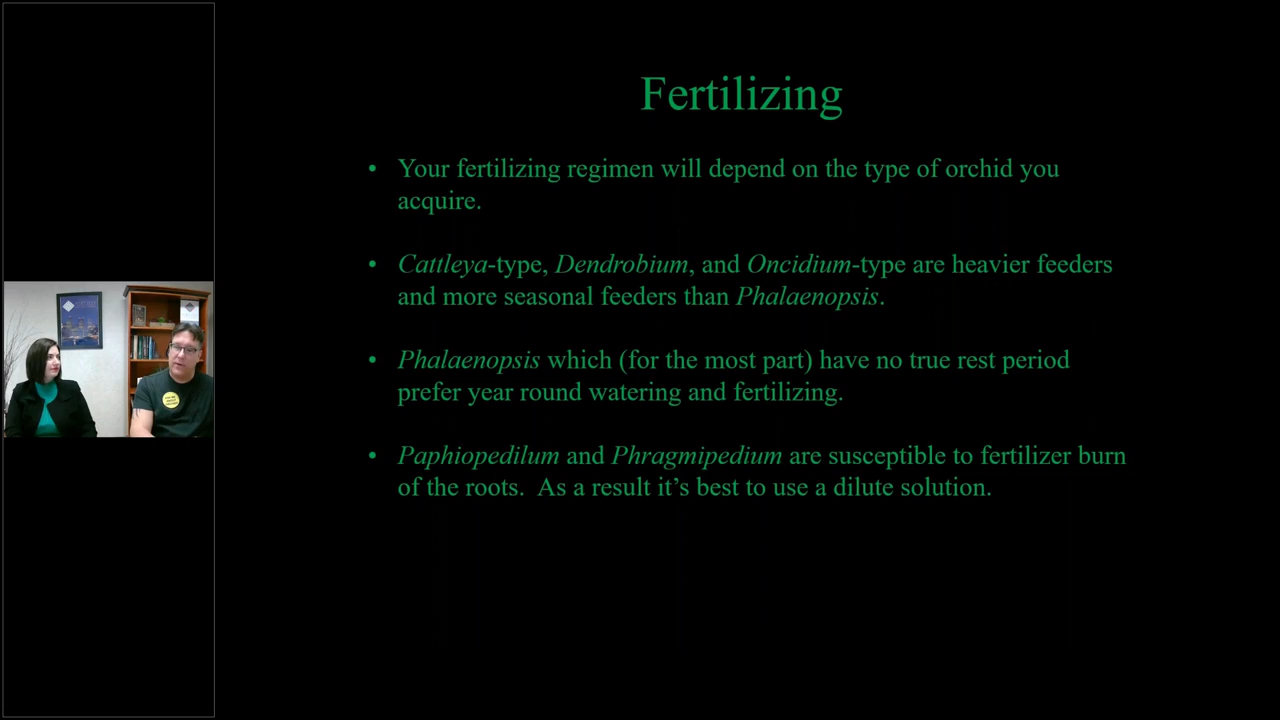 Fertilizing
• Your fertilizing regimen will depend on the type of orchid you
acquire.
• Cattleya-type, Dendrobium, and Oncidium-type are heavier feeders
and more seasonal feeders than Phalaenopsis.
• Phalaenopsis which (for the most part) have no true rest period
prefer year round watering and fertilizing.
• Paphiopedilum and Phragmipedium are susceptible to fertilizer burn
of the roots.  As a result it’s best to use a dilute solution.